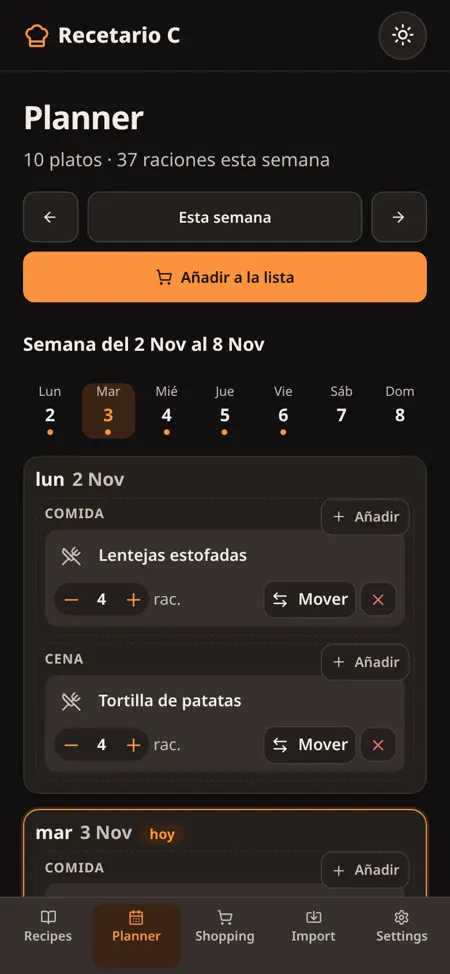 Recetario C
Planner
10 platos · 37 raciones esta semana
Esta semana
Añadir a la lista
Semana del 2 Nov al 8 Nov
Lun Mar Mié Jue Vie Sáb Dom
2 3 4 5 6 7 8
lun 2 Nov
COMIDA + Añadir
Lentejas estofadas
− 4 + rac. Mover ×
CENA + Añadir
Tortilla de patatas
− 4 + rac. Mover ×
mar 3 Nov hoy
COMIDA + Añadir
Recipes Planner Shopping Import Settings